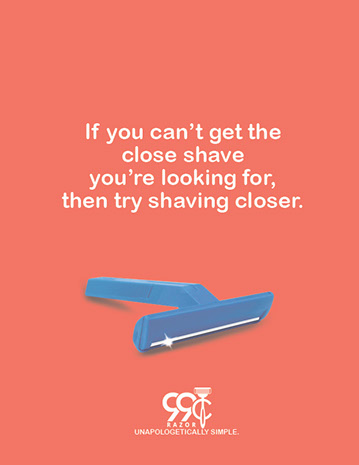 If you can't get the
close shave
you're looking for,
then try shaving closer.
99¢
RAZOR
UNAPOLOGETICALLY SIMPLE.